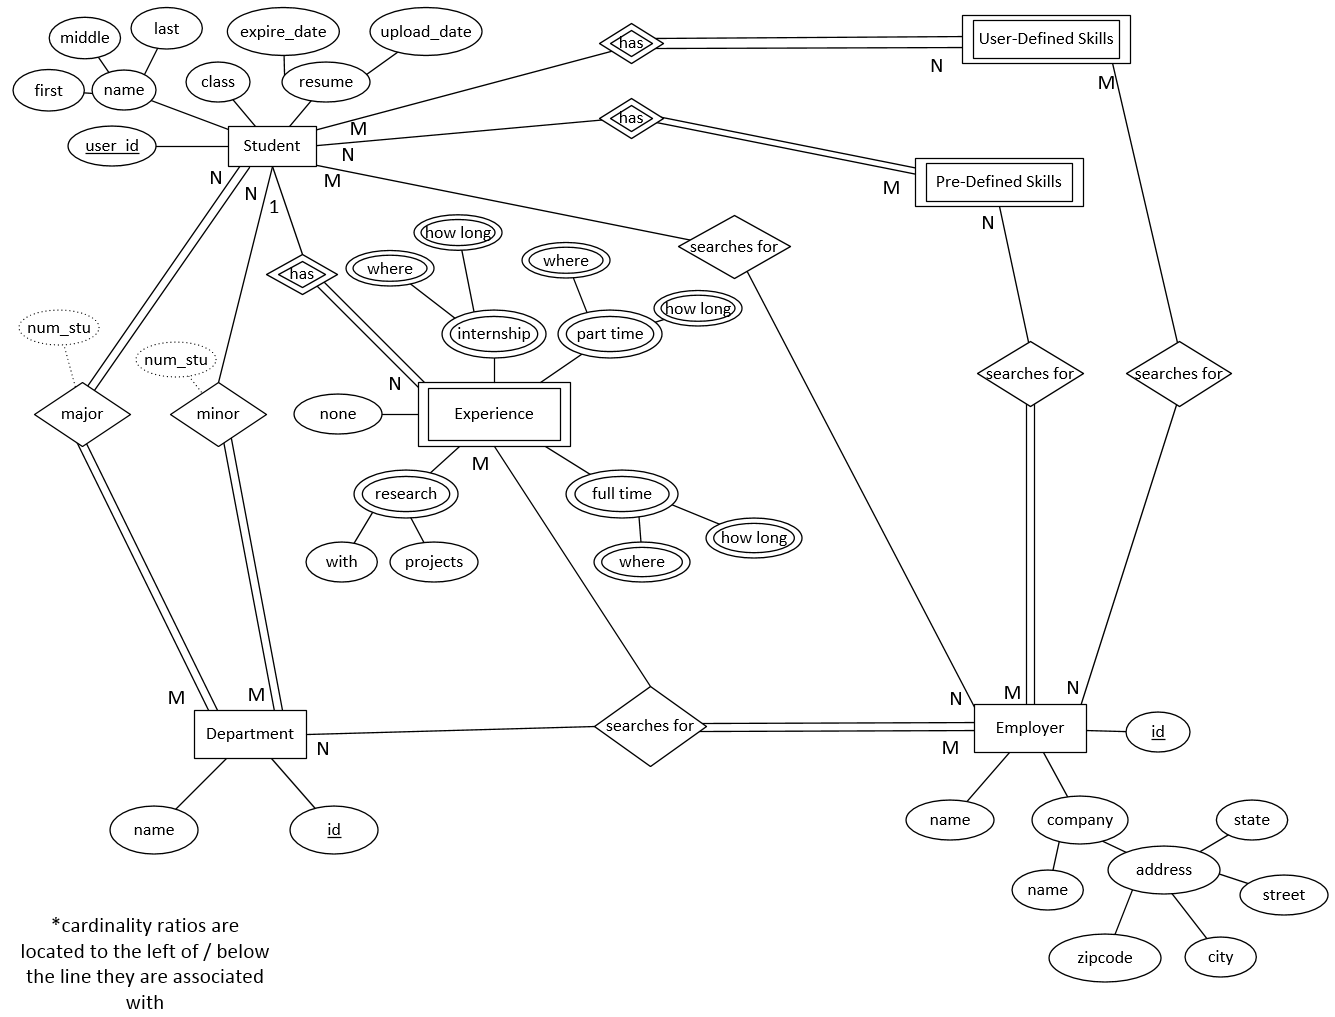 last
middle
expire_date
upload_date
has
User-Defined Skills
N
M
first
name
class
resume
has
M
user_id
Student
N
M
Pre-Defined Skills
M
N
N
N
1
how long
searches for
where
where
has
how long
num_stu
internship
part time
num_stu
searches for
searches for
N
major
minor
none
Experience
M
research
full time
how long
with
projects
where
M
M
N
M
N
Department
N
searches for
M
Employer
id
name
id
name
company
state
address
name
street
zipcode
city
*cardinality ratios are
located to the left of / below
the line they are associated
with